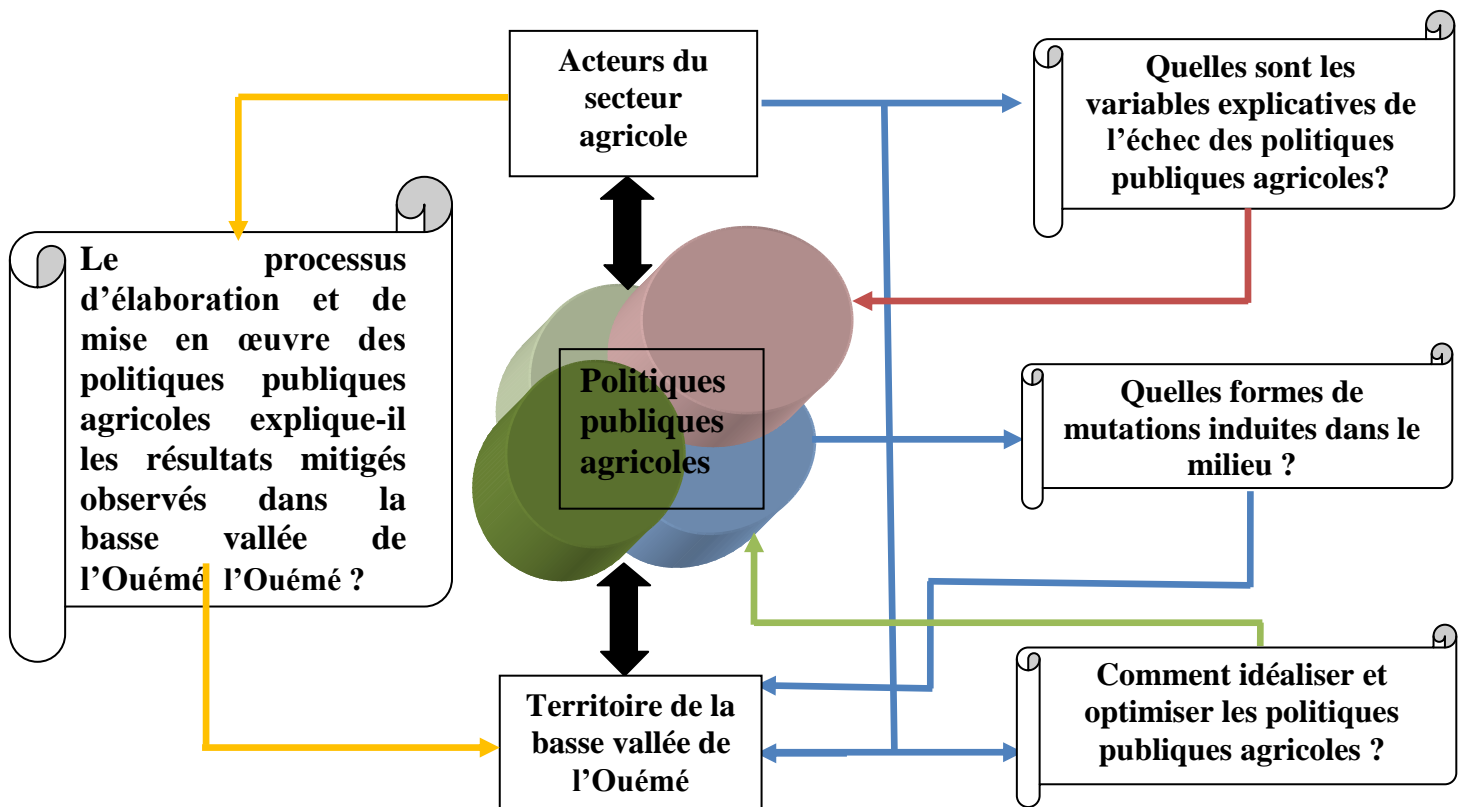 Acteurs du
secteur
agricole
Quelles sont les
variables explicatives de
l’échec des politiques
publiques agricoles?
Le processus
d’élaboration et de
mise en œuvre des
politiques publiques
agricoles explique-il
les résultats mitigés
observés dans la
basse vallée de
l’Ouémé l’Ouémé ?
Politiques
publiques
agricoles
Quelles formes de
mutations induites dans le
milieu ?
Territoire de la
basse vallée de
l’Ouémé
Comment idéaliser et
optimiser les politiques
publiques agricoles ?